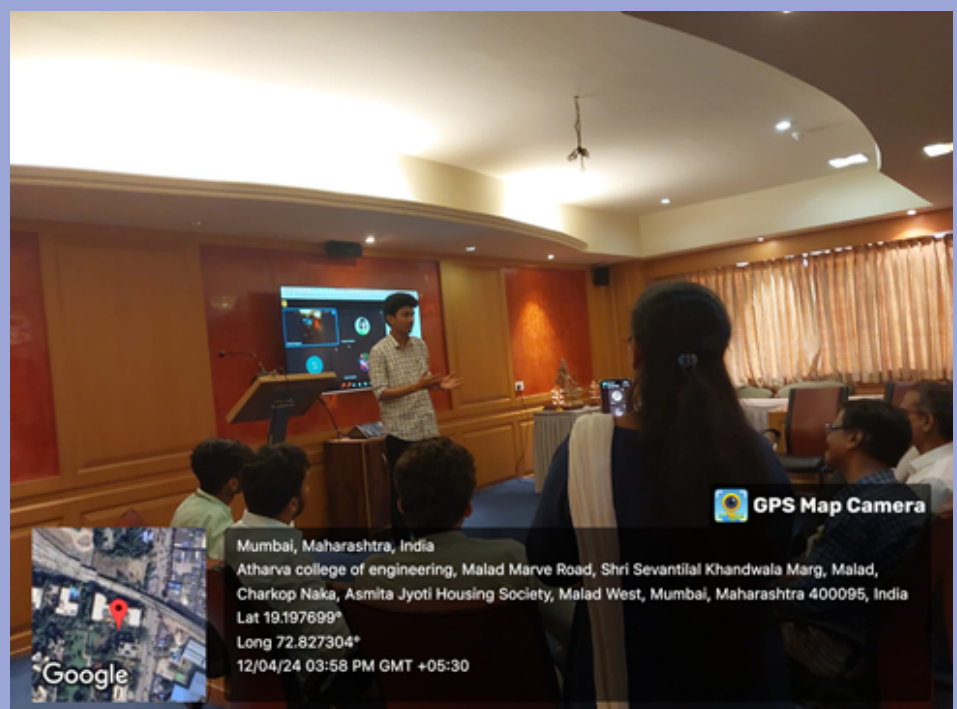 GPS Map Camera
Mumbai, Maharashtra, India
Atharva college of engineering, Malad Marve Road, Shri Sevantilal Khandwala Marg, Malad,
Charkop Naka, Asmita Jyoti Housing Society, Malad West, Mumbai, Maharashtra 400095, India
Lat 19.197699°
Long 72.827304°
12/04/24 03:58 PM GMT +05:30
Google